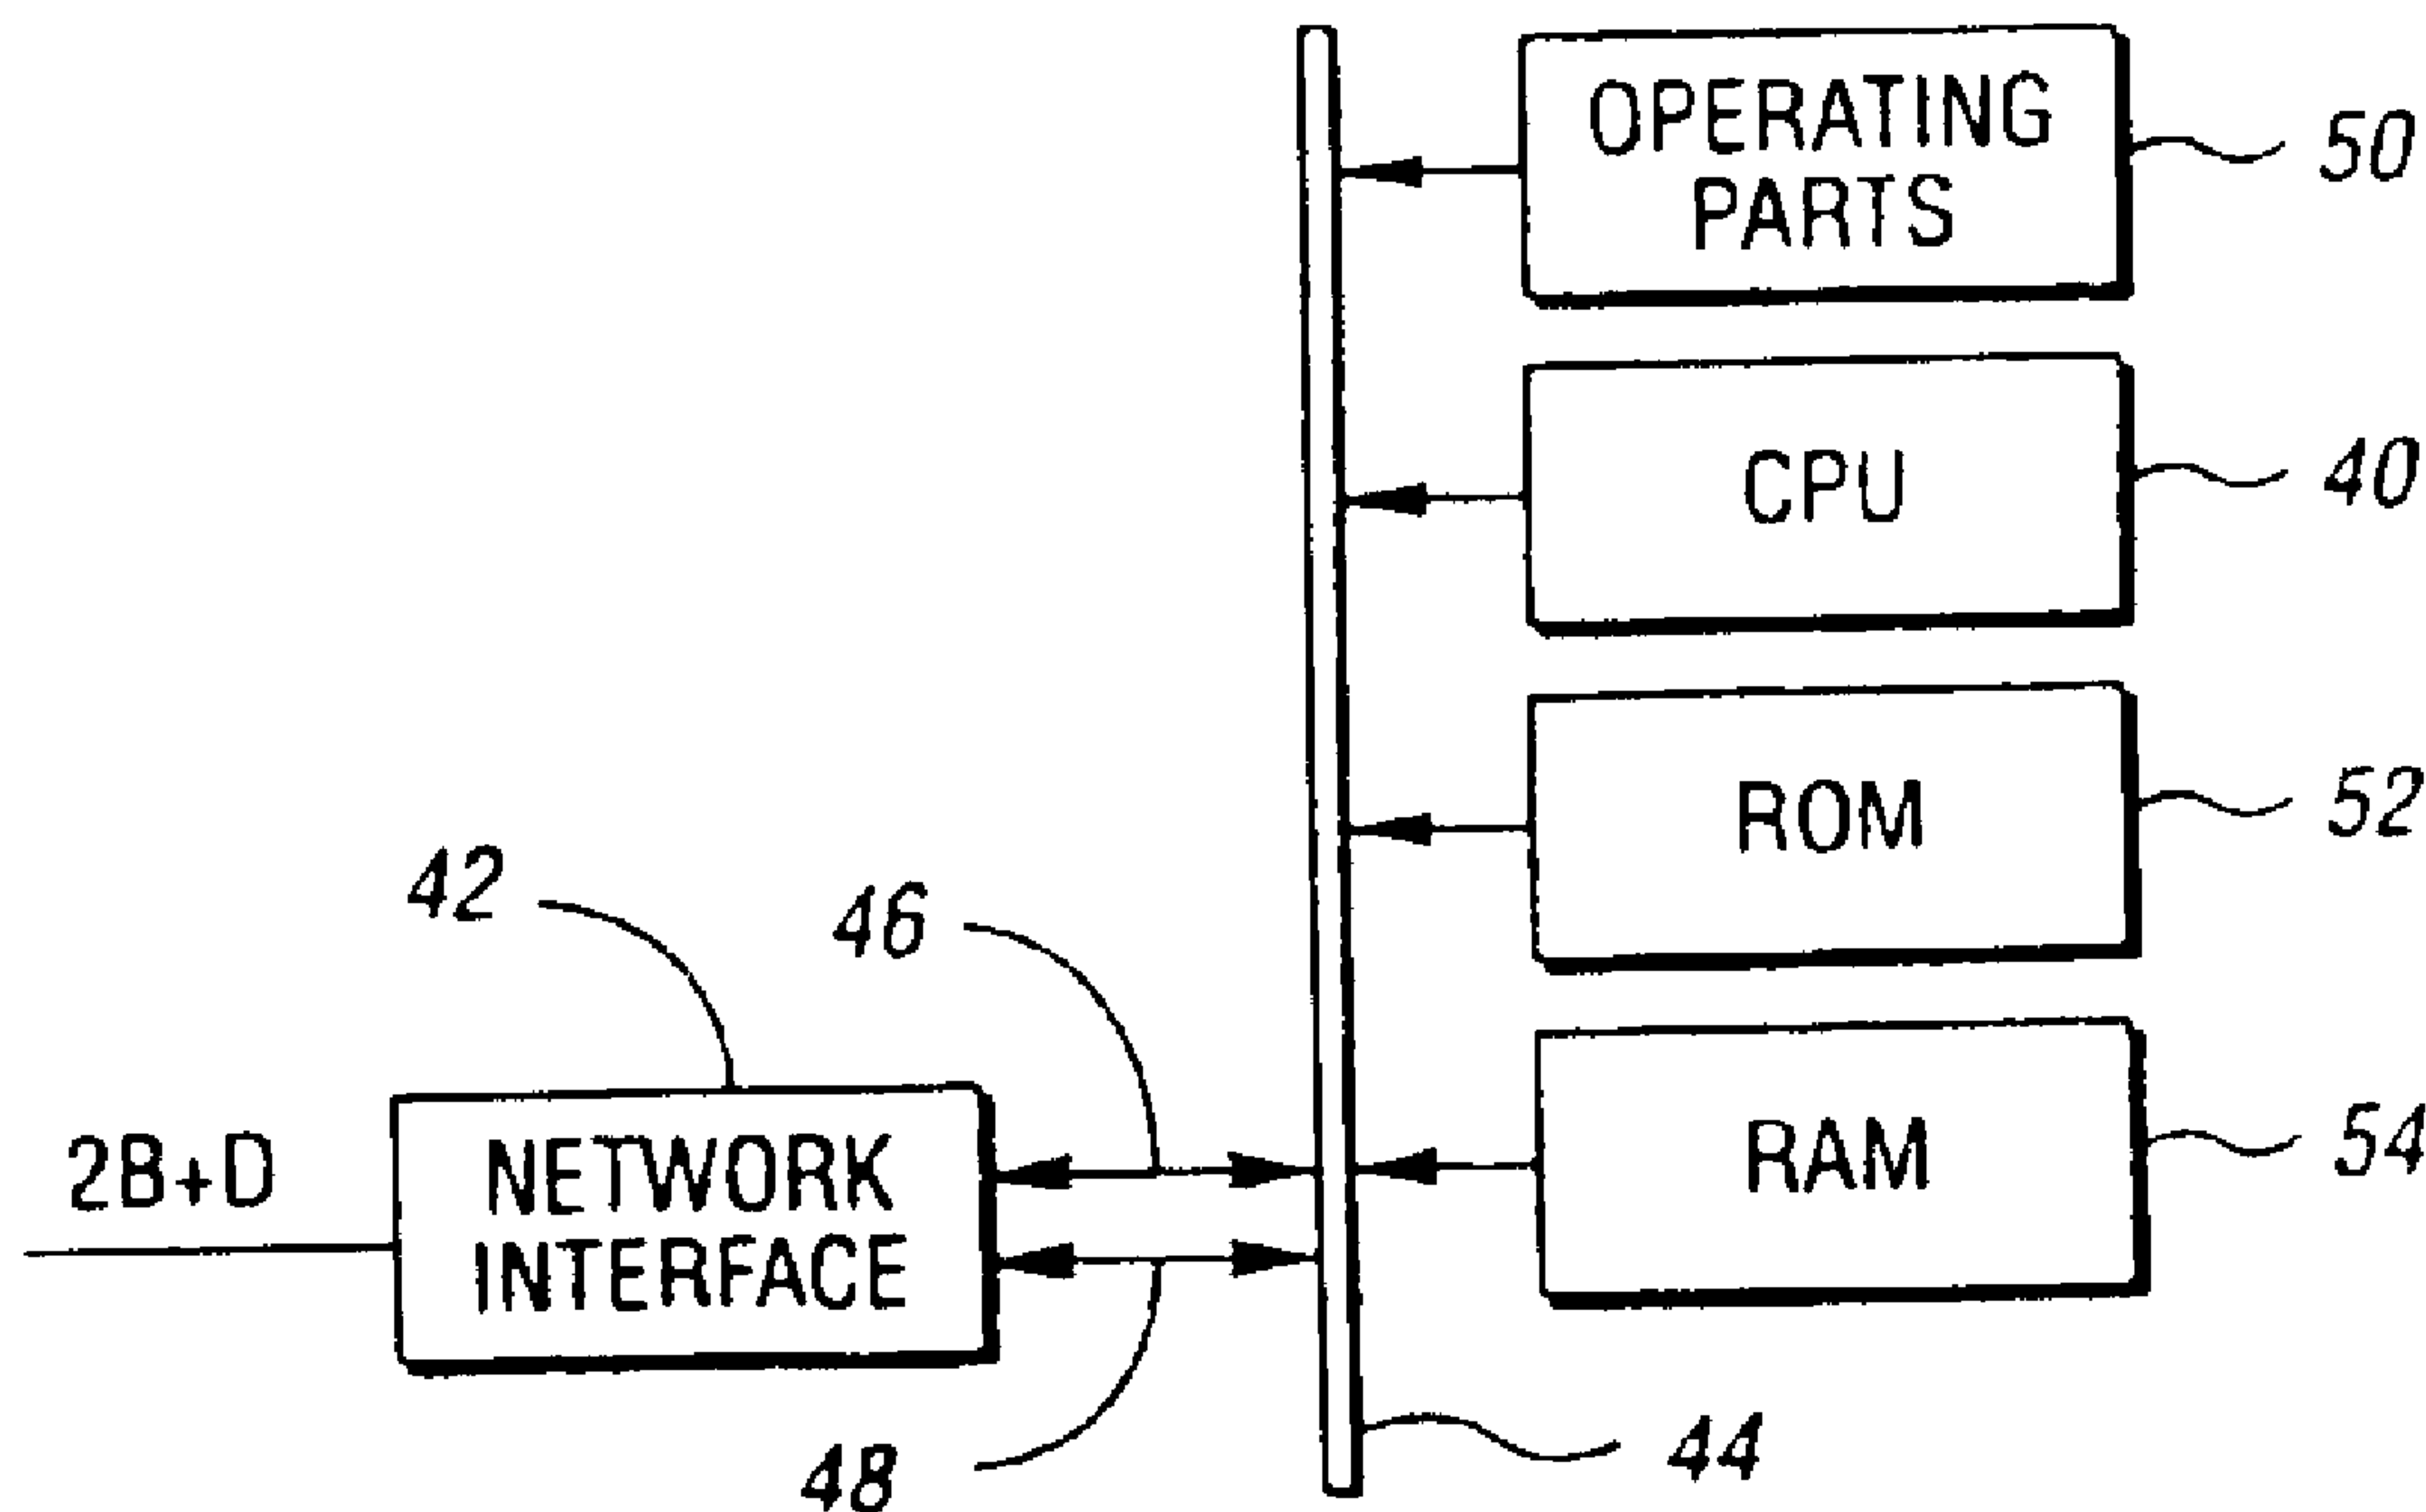 OPERATING
PARTS
50
CPU
40
ROM
52
42
46
RAM
54
2B+D
NETWORK
INTERFACE
48
44